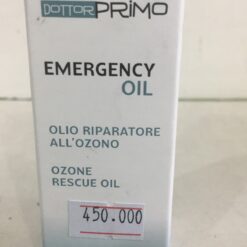 DOTTOR PRIMO
EMERGENCY
OIL
OLIO RIPARATORE
ALL'OZONO
OZONE
RESCUE OIL
450.000